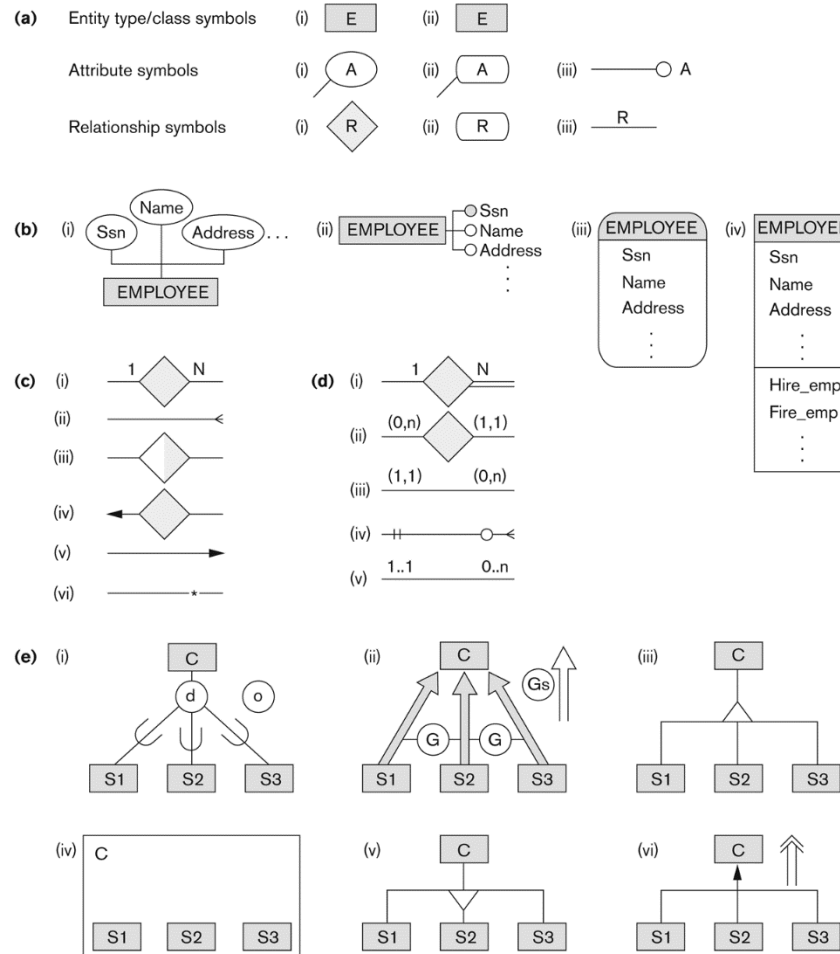 (a) Entity type/class symbols (i) E (ii) E
Attribute symbols (i) A (ii) A (iii) A
Relationship symbols (i) R (ii) R (iii) R
(b) (i) Ssn Name Address . . .
EMPLOYEE
(ii) EMPLOYEE Ssn
Name
Address
(iii) EMPLOYEE
Ssn
Name
Address
(iv) EMPLOYEE
Ssn
Name
Address
Hire_emp
Fire_emp
(c) (i) 1 N
(ii)
(iii)
(iv)
(v)
(vi) *
(d) (i) 1 N
(ii) (0,n) (1,1)
(iii) (1,1) (0,n)
(iv)
(v) 1..1 0..n
(e) (i) C
d o
S1 S2 S3
(ii) C
Gs
G G
S1 S2 S3
(iii) C
S1 S2 S3
(iv) C
S1 S2 S3
(v) C
S1 S2 S3
(vi) C
S1 S2 S3